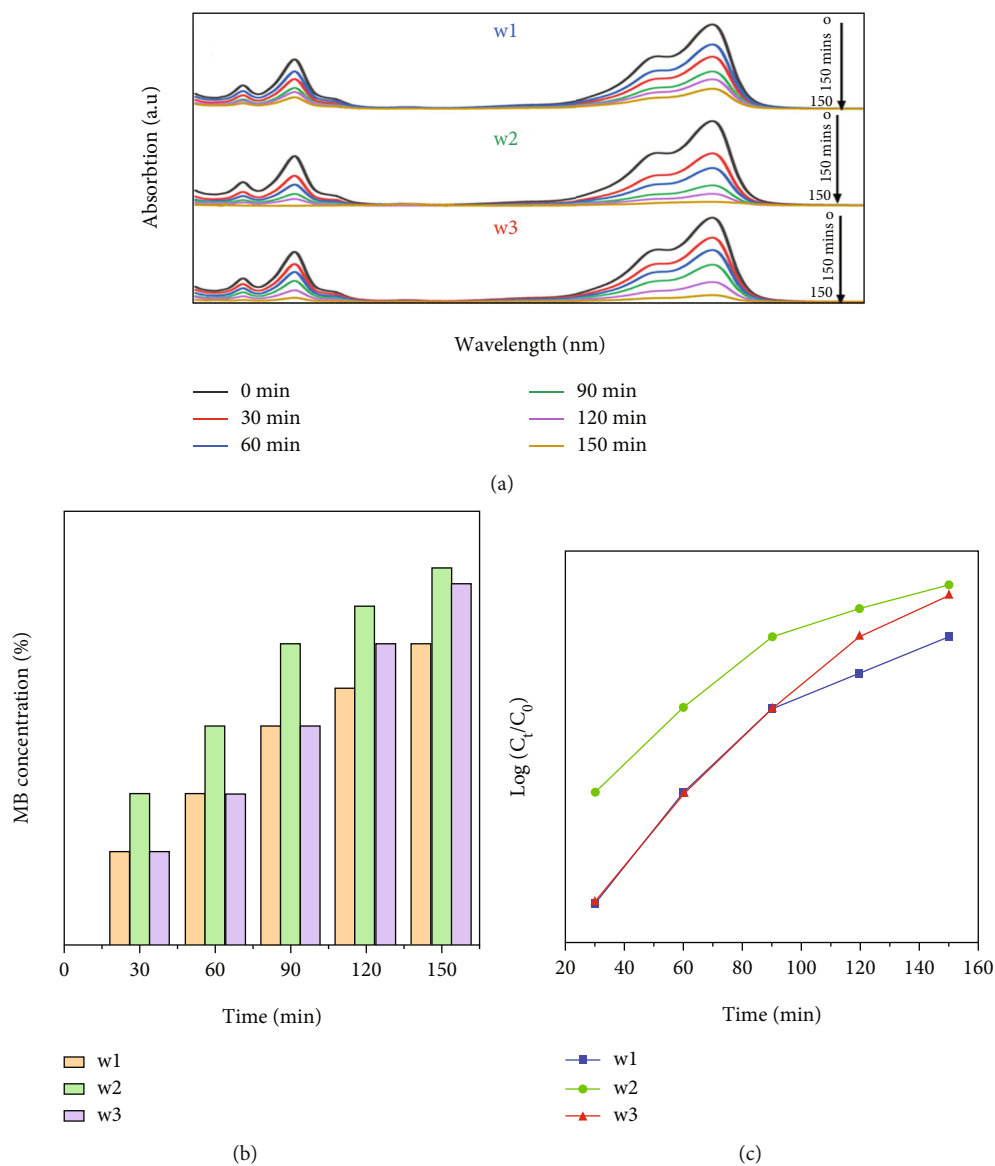 Absorbtion (a.u)
w1
o
150 mins
150
w2
o
150 mins
150
w3
o
150 mins
150
Wavelength (nm)
0 min
30 min
60 min
90 min
120 min
150 min
(a)
MB concentration (%)
0 30 60 90 120 150
Time (min)
w1
w2
w3
(b)
Log (Cₜ/C₀)
20 40 60 80 100 120 140 160
Time (min)
w1
w2
w3
(c)